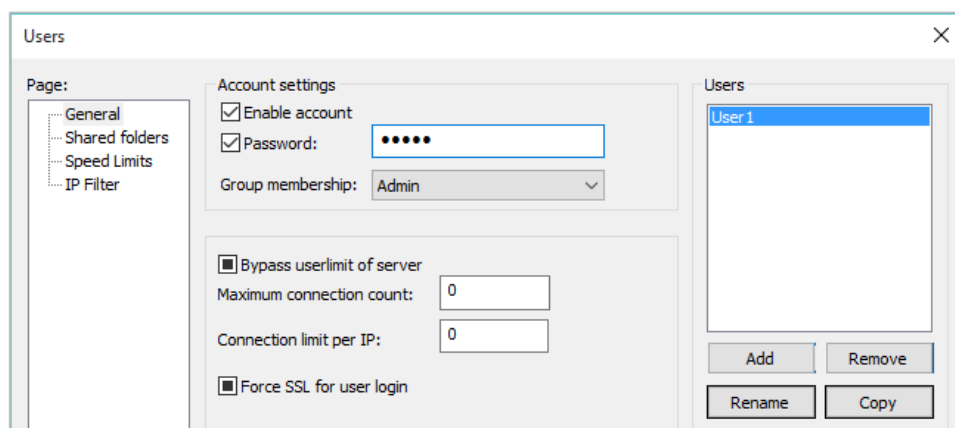 Users
Page:
General
Shared folders
Speed Limits
IP Filter
Account settings
Enable account
Password: •••••
Group membership: Admin
Bypass userlimit of server
Maximum connection count: 0
Connection limit per IP: 0
Force SSL for user login
Users
User1
Add Remove
Rename Copy